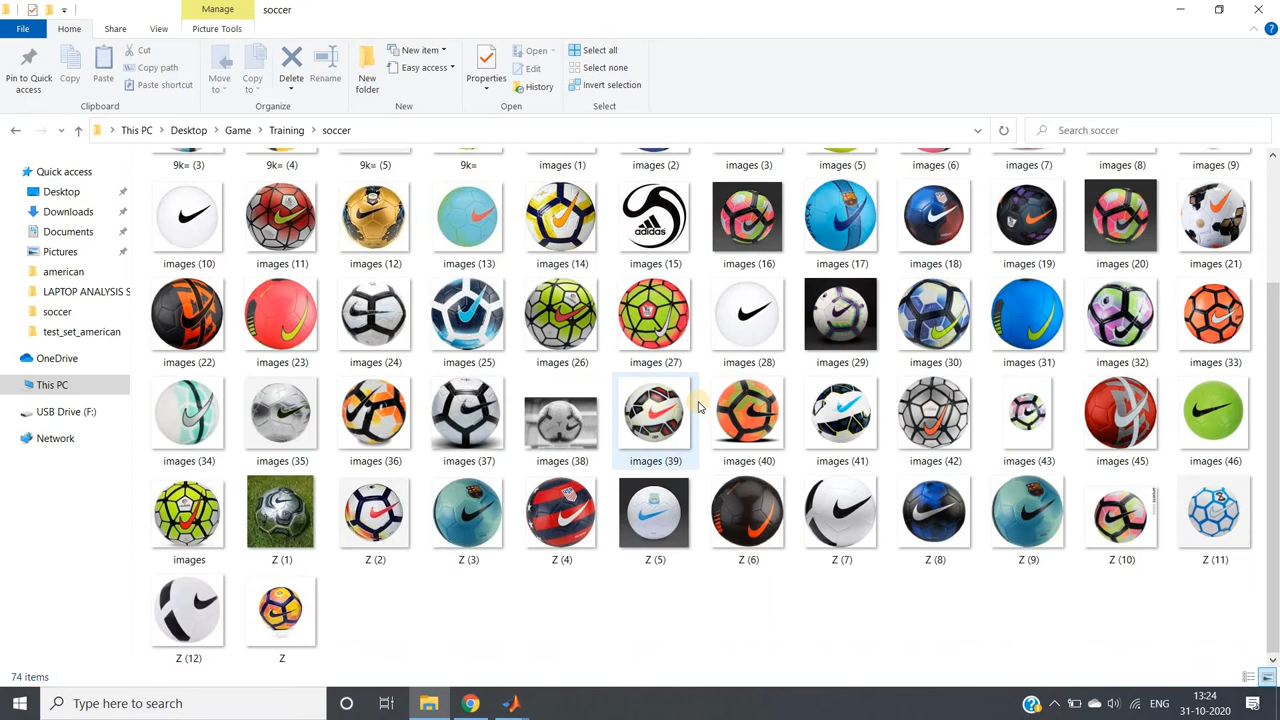 Manage
soccer
File
Home
Share
View
Picture Tools
Pin to Quick access
Copy
Paste
Cut
Copy path
Paste shortcut
Clipboard
Move to
Copy to
Delete
Rename
Organize
New folder
New item
Easy access
New
Properties
Open
Edit
History
Open
Select all
Select none
Invert selection
Select
This PC > Desktop > Game > Training > soccer
Search soccer
Quick access
Desktop
Downloads
Documents
Pictures
american
LAPTOP ANALYSIS S
soccer
test_set_american
OneDrive
This PC
USB Drive (F:)
Network
9k= (3) 9k= (4) 9k= (5) 9k= images (1) images (2) images (3) images (5) images (6) images (7) images (8) images (9)
adidas
images (10) images (11) images (12) images (13) images (14) images (15) images (16) images (17) images (18) images (19) images (20) images (21)
images (22) images (23) images (24) images (25) images (26) images (27) images (28) images (29) images (30) images (31) images (32) images (33)
images (34) images (35) images (36) images (37) images (38) images (39) images (40) images (41) images (42) images (43) images (45) images (46)
images Z (1) Z (2) Z (3) Z (4) Z (5) Z (6) Z (7) Z (8) Z (9) Z (10) Z (11)
Z (12) Z
74 items
Type here to search
ENG
13:24
31-10-2020